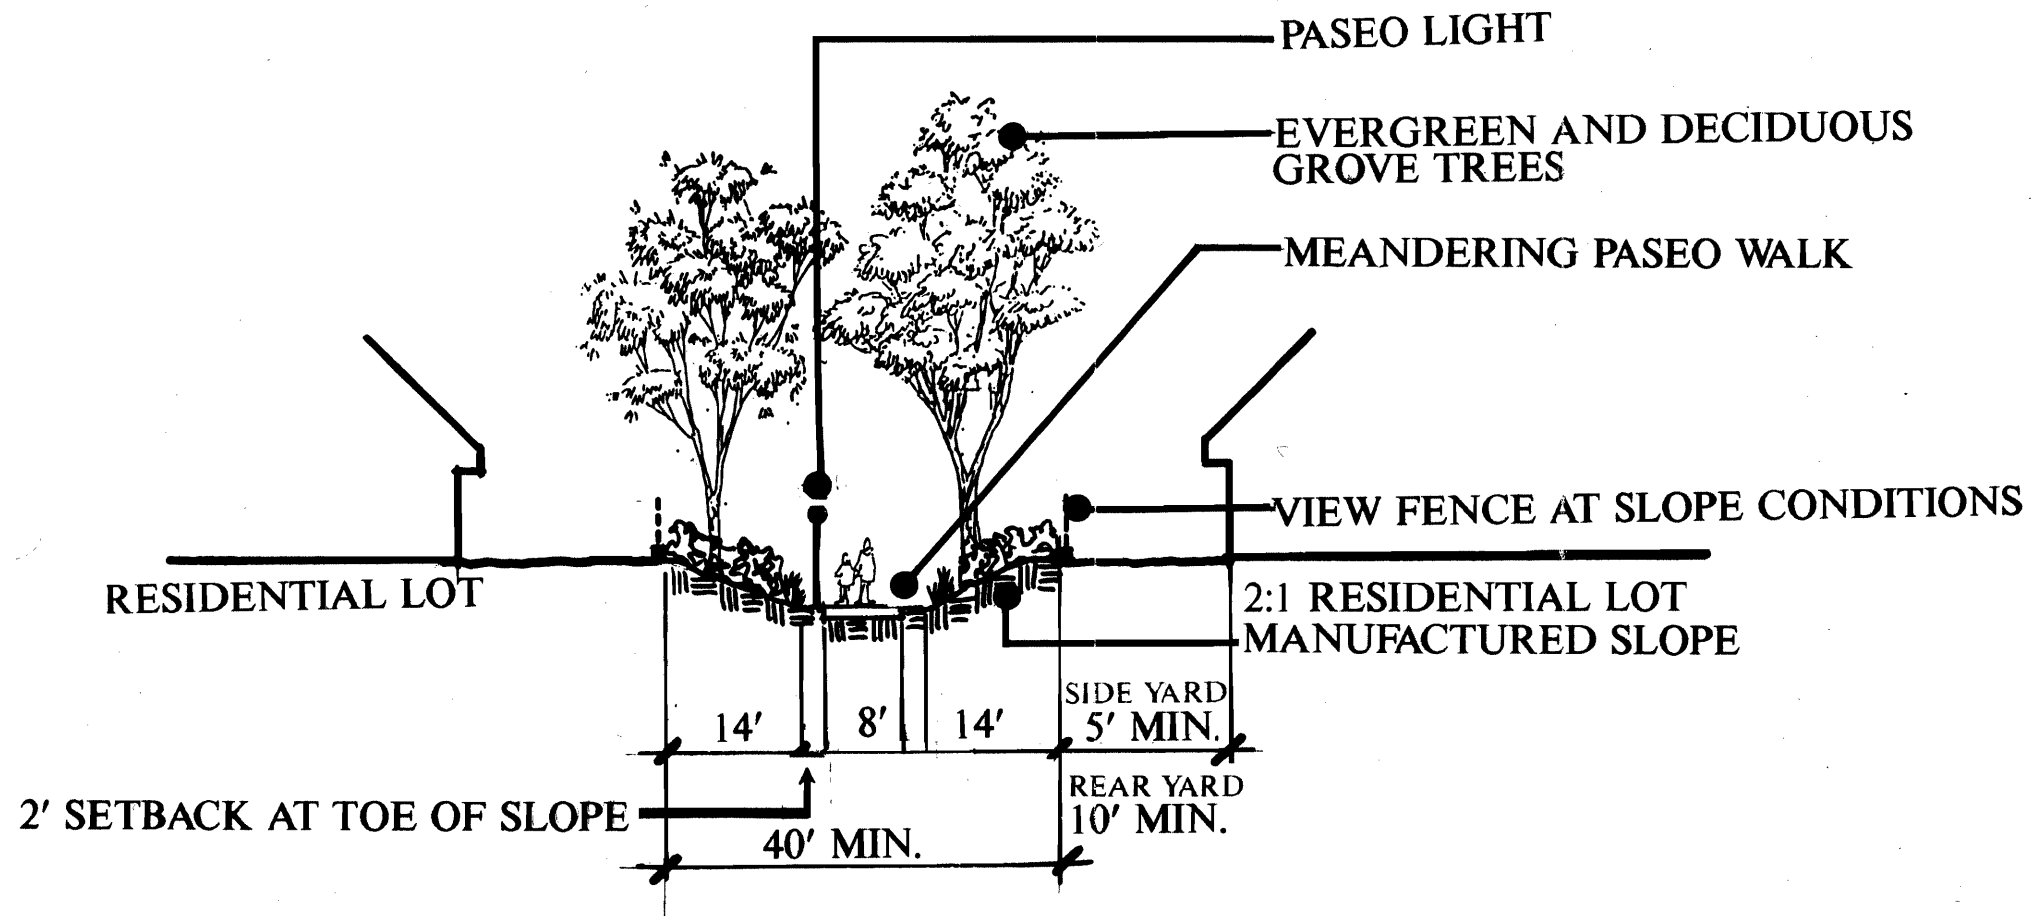 PASEO LIGHT
EVERGREEN AND DECIDUOUS
GROVE TREES
MEANDERING PASEO WALK
VIEW FENCE AT SLOPE CONDITIONS
RESIDENTIAL LOT
2:1 RESIDENTIAL LOT
MANUFACTURED SLOPE
SIDE YARD
14' 8' 14' 5' MIN.
REAR YARD
10' MIN.
2' SETBACK AT TOE OF SLOPE
40' MIN.